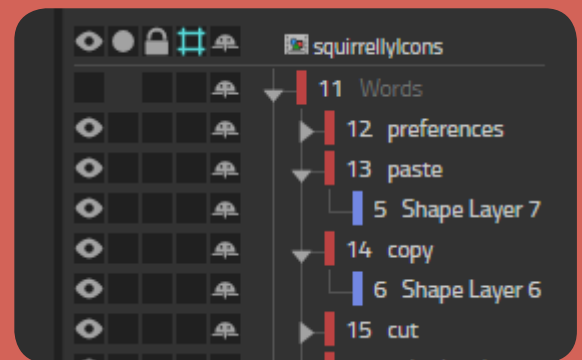 squirrellyIcons
11 Words
12 preferences
13 paste
5 Shape Layer 7
14 copy
6 Shape Layer 6
15 cut